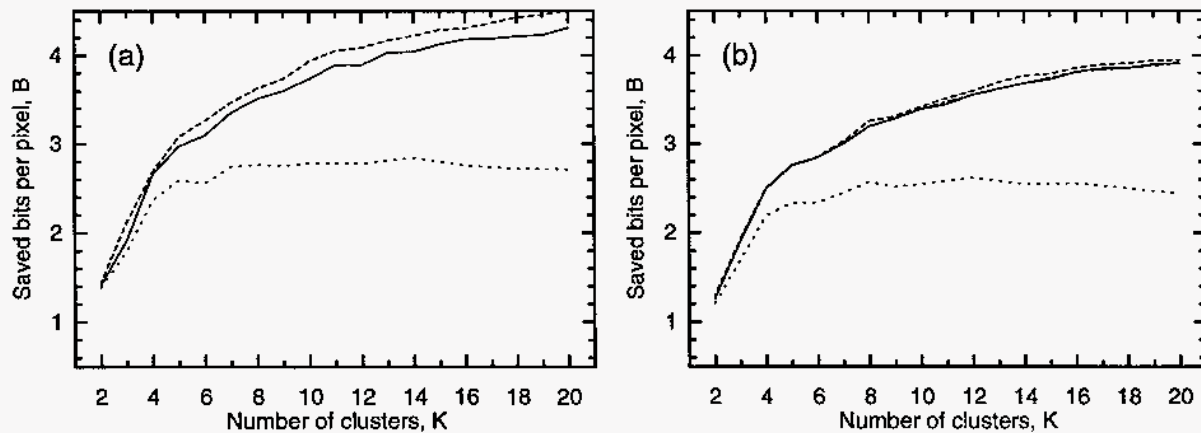 (a)
Saved bits per pixel, B
4
3
2
1
2 4 6 8 10 12 14 16 18 20
Number of clusters, K
(b)
Saved bits per pixel, B
4
3
2
1
2 4 6 8 10 12 14 16 18 20
Number of clusters, K